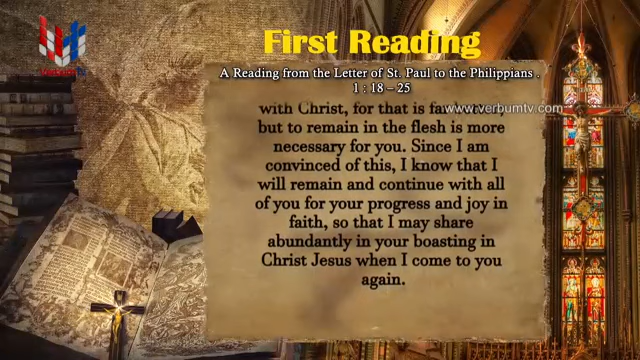 First Reading
A Reading from the Letter of St. Paul to the Philippians .
1 : 18 – 25
www.verbumtv.com
with Christ, for that is far
but to remain in the flesh is more
necessary for you. Since I am
convinced of this, I know that I
will remain and continue with all
of you for your progress and joy in
faith, so that I may share
abundantly in your boasting in
Christ Jesus when I come to you
again.